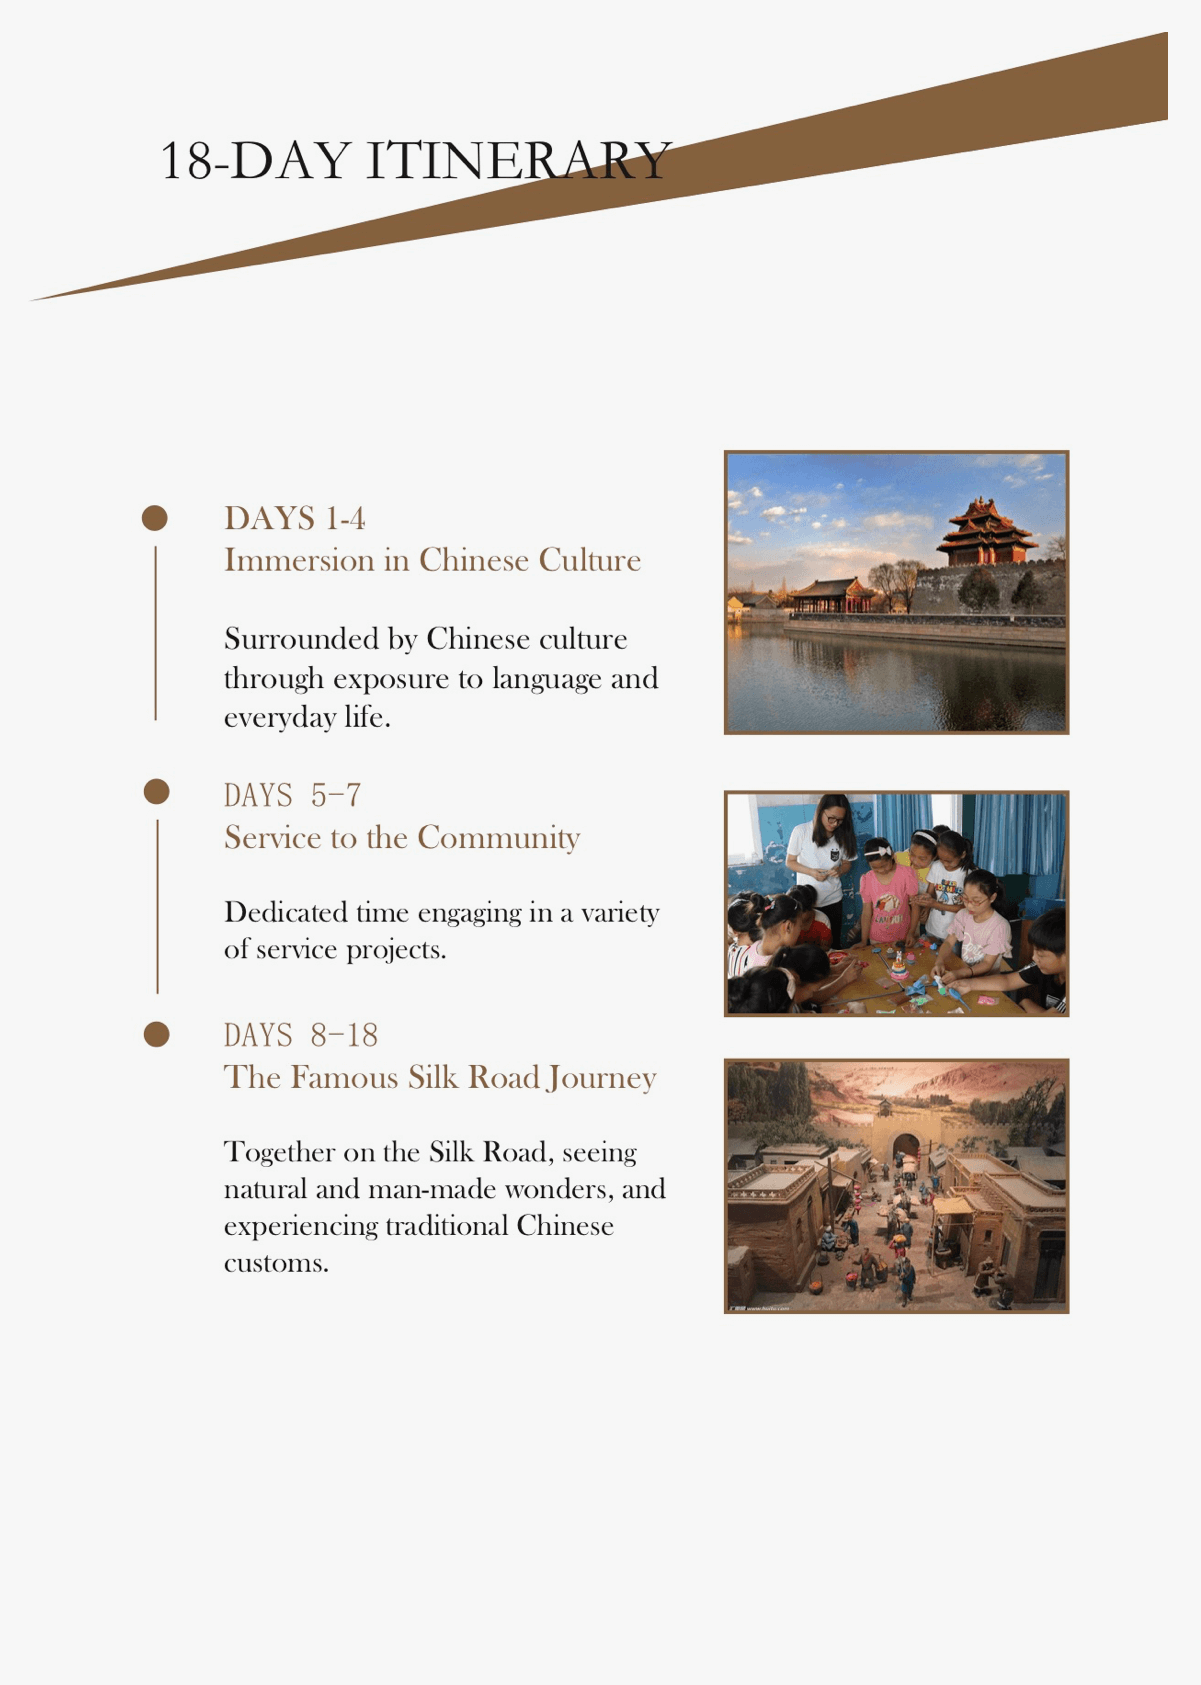 18-DAY ITINERARY
DAYS 1-4
Immersion in Chinese Culture
Surrounded by Chinese culture
through exposure to language and
everyday life.
DAYS 5-7
Service to the Community
Dedicated time engaging in a variety
of service projects.
DAYS 8-18
The Famous Silk Road Journey
Together on the Silk Road, seeing
natural and man-made wonders, and
experiencing traditional Chinese
customs.